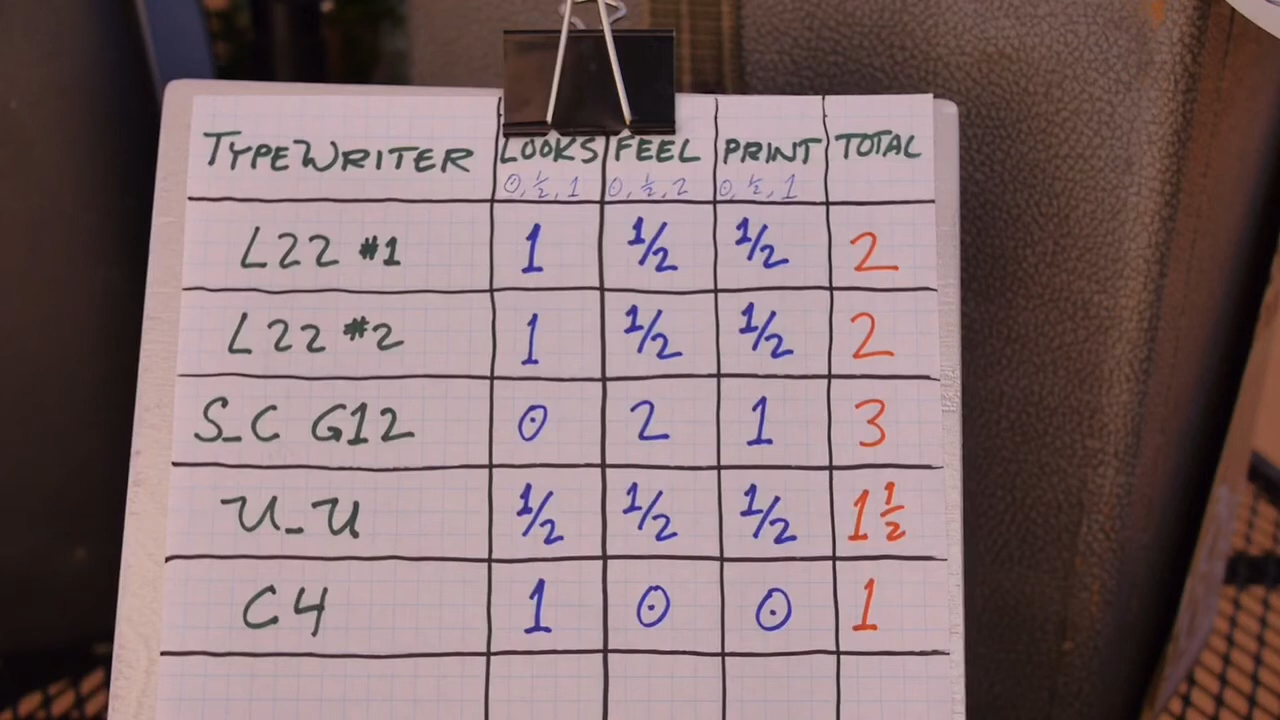 TYPEWRITER LOOKS FEEL PRINT TOTAL
0, ½, 1 0, ½, 2 0, ½, 1
L22 #1 1 1/2 1/2 2
L22 #2 1 1/2 1/2 2
S-C G12 0 2 1 3
U-U 1/2 1/2 1/2 1½
C4 1 0 0 1